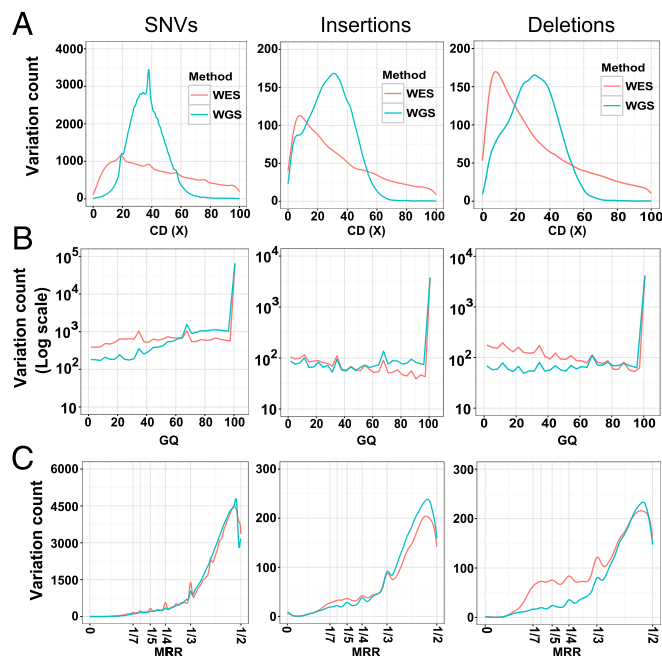 A
SNVs
Insertions
Deletions
Variation count
4000
3000
2000
1000
0
200
150
100
50
0
200
150
100
50
0
Method
WES
WGS
Method
WES
WGS
Method
WES
WGS
0 20 40 60 80 100
0 20 40 60 80 100
0 20 40 60 80 100
CD (X)
CD (X)
CD (X)
B
Variation count
(Log scale)
10^5
10^4
10^3
10^2
10
10^4
10^3
10^2
10
10^4
10^3
10^2
10
0 20 40 60 80 100
0 20 40 60 80 100
0 20 40 60 80 100
GQ
GQ
GQ
C
Variation count
6000
4500
3000
1500
0
300
200
100
0
300
200
100
0
0 1/7 1/5 1/4 1/3 1/2
0 1/7 1/5 1/4 1/3 1/2
0 1/7 1/5 1/4 1/3 1/2
MRR
MRR
MRR